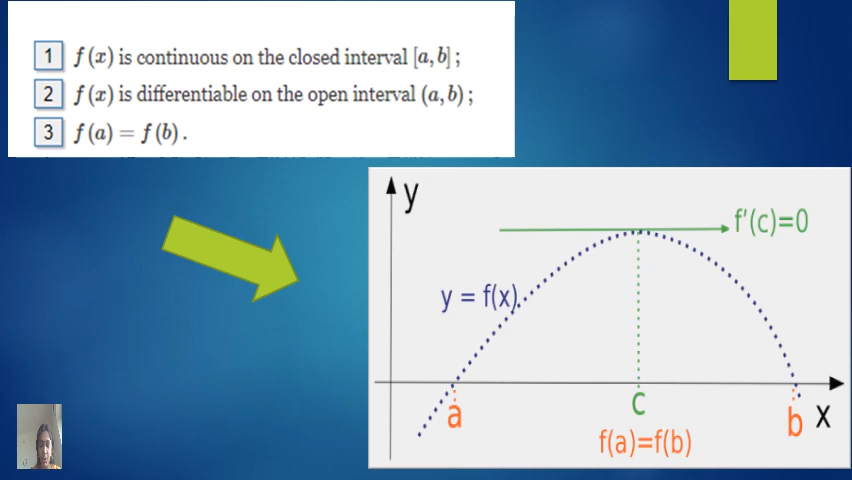 1 f(x) is continuous on the closed interval [a, b] ;
2 f(x) is differentiable on the open interval (a, b) ;
3 f(a) = f(b) .
y
f'(c)=0
y = f(x)
a
c
b
x
f(a)=f(b)